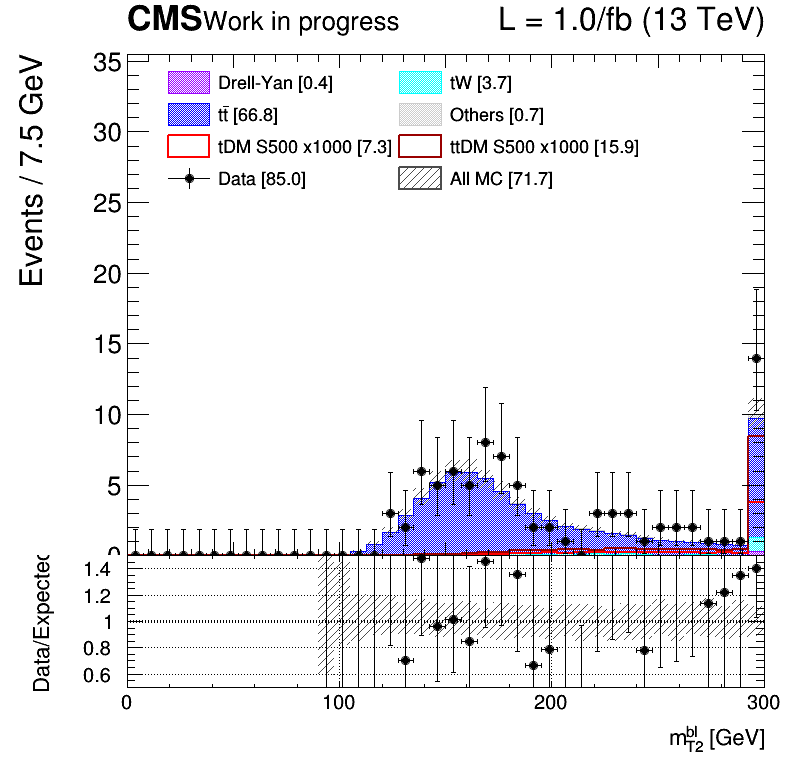 CMS Work in progress L = 1.0/fb (13 TeV)
Events / 7.5 GeV
35
30
25
20
15
10
5
0
Drell-Yan [0.4] tW [3.7]
tt̄ [66.8] Others [0.7]
tDM S500 x1000 [7.3] ttDM S500 x1000 [15.9]
Data [85.0] All MC [71.7]
Data/Expected
1.4
1.2
1
0.8
0.6
0 100 200 300
m_{T2}^{bl} [GeV]